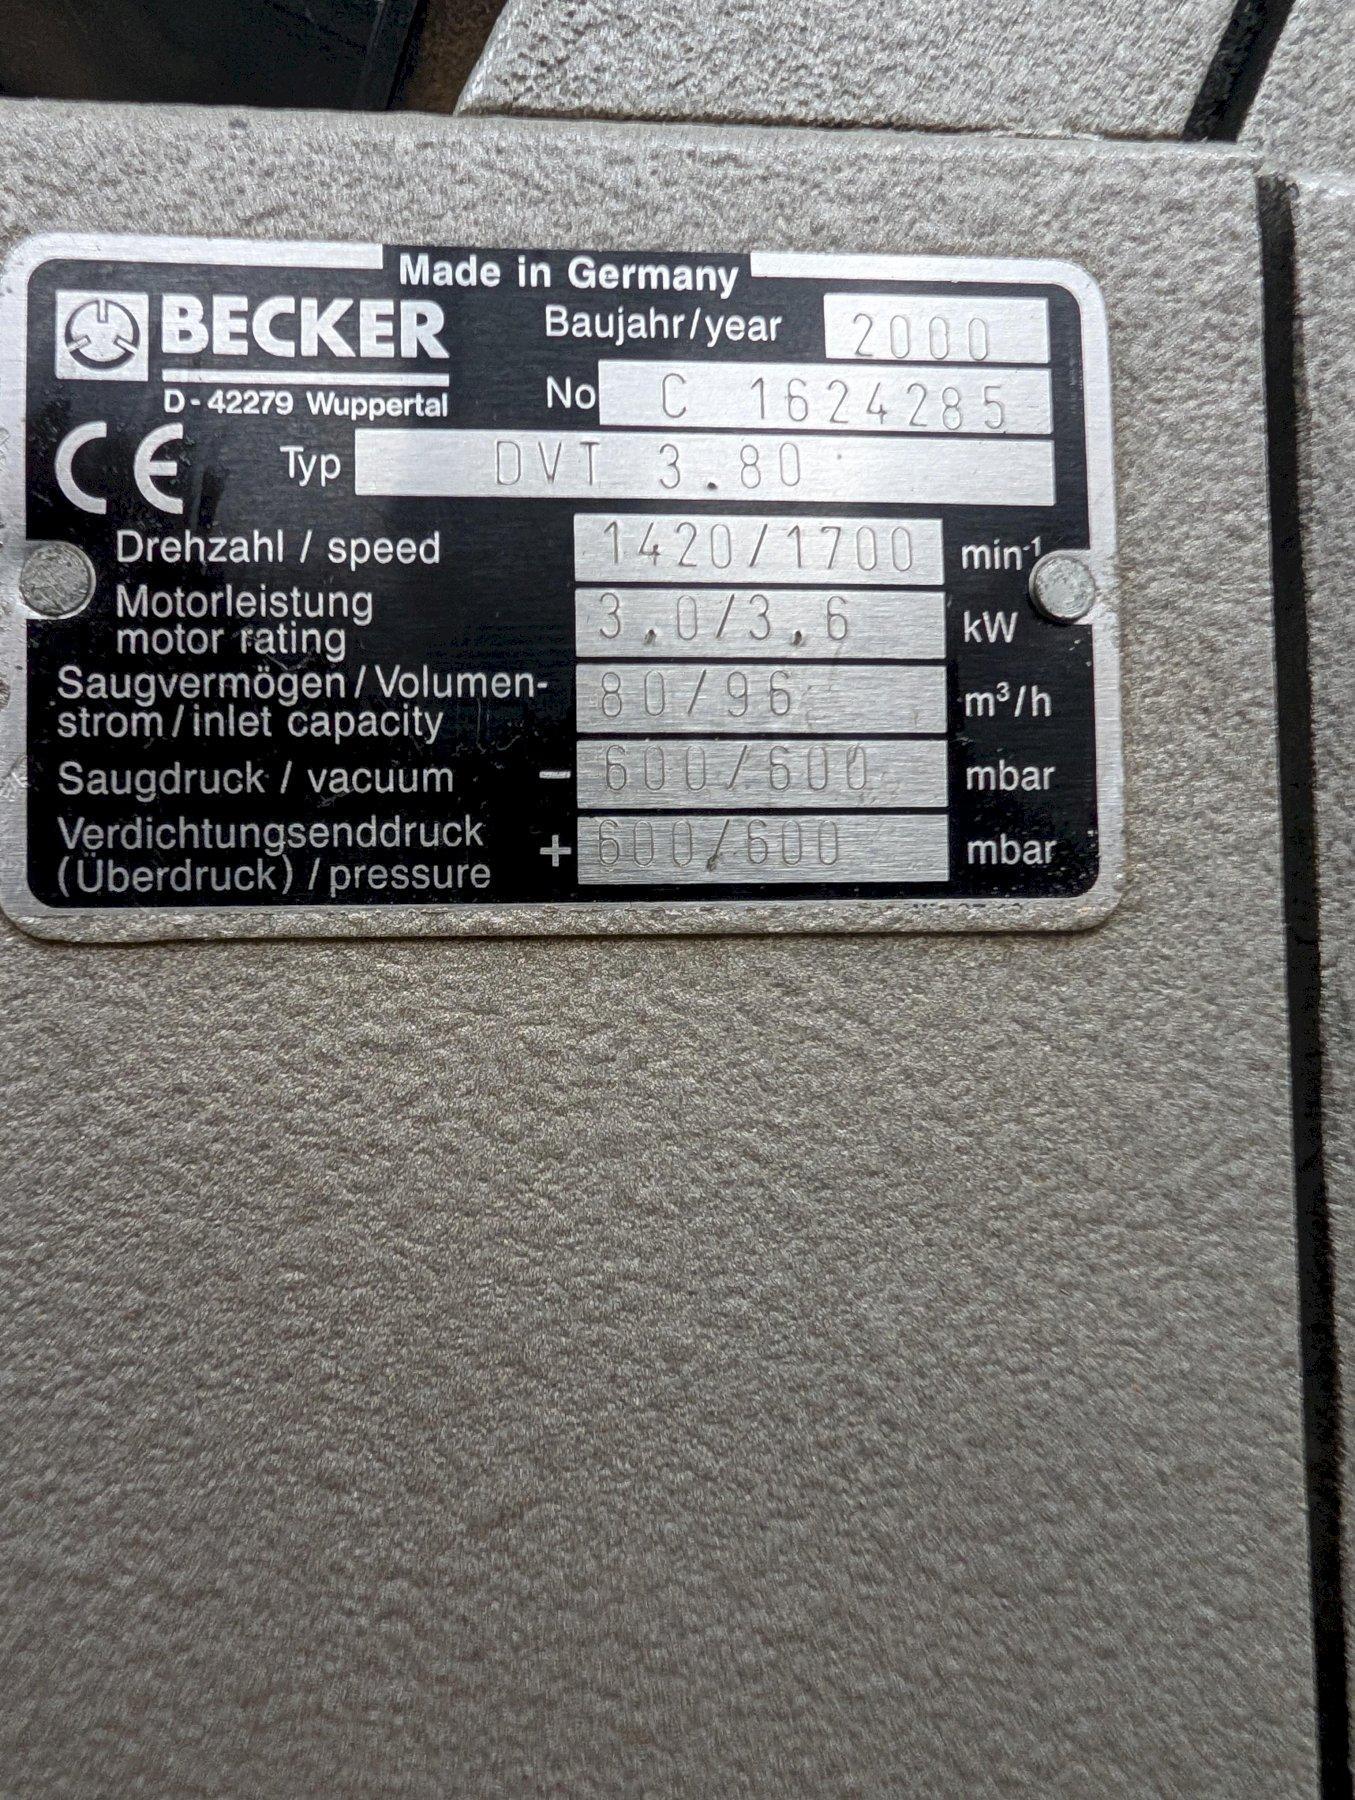 Made in Germany
BECKER
Baujahr/year 2000
D-42279 Wuppertal
No C 1624285
CE Typ DVT 3.80
Drehzahl / speed 1420/1700 min-1
Motorleistung
motor rating 3,0/3,6 kW
Saugvermögen/Volumen-
strom/inlet capacity 80/96 m³/h
Saugdruck / vacuum - 600/600 mbar
Verdichtungsenddruck
(Überdruck) / pressure + 600/600 mbar